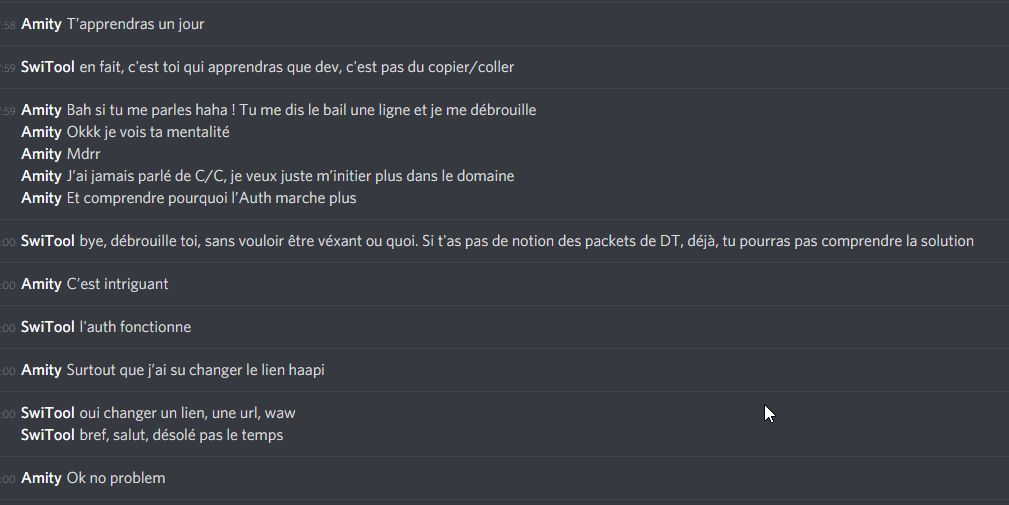 :58 Amity T'apprendras un jour
:59 SwiTool en fait, c'est toi qui apprendras que dev, c'est pas du copier/coller
:59 Amity Bah si tu me parles haha ! Tu me dis le bail une ligne et je me débrouille
Amity Okkk je vois ta mentalité
Amity Mdrr
Amity J'ai jamais parlé de C/C, je veux juste m'initier plus dans le domaine
Amity Et comprendre pourquoi l'Auth marche plus
:00 SwiTool bye, débrouille toi, sans vouloir être véxant ou quoi. Si t'as pas de notion des packets de DT, déjà, tu pourras pas comprendre la solution
:00 Amity C'est intriguant
:00 SwiTool l'auth fonctionne
:00 Amity Surtout que j'ai su changer le lien haapi
:00 SwiTool oui changer un lien, une url, waw
SwiTool bref, salut, désolé pas le temps
:00 Amity Ok no problem